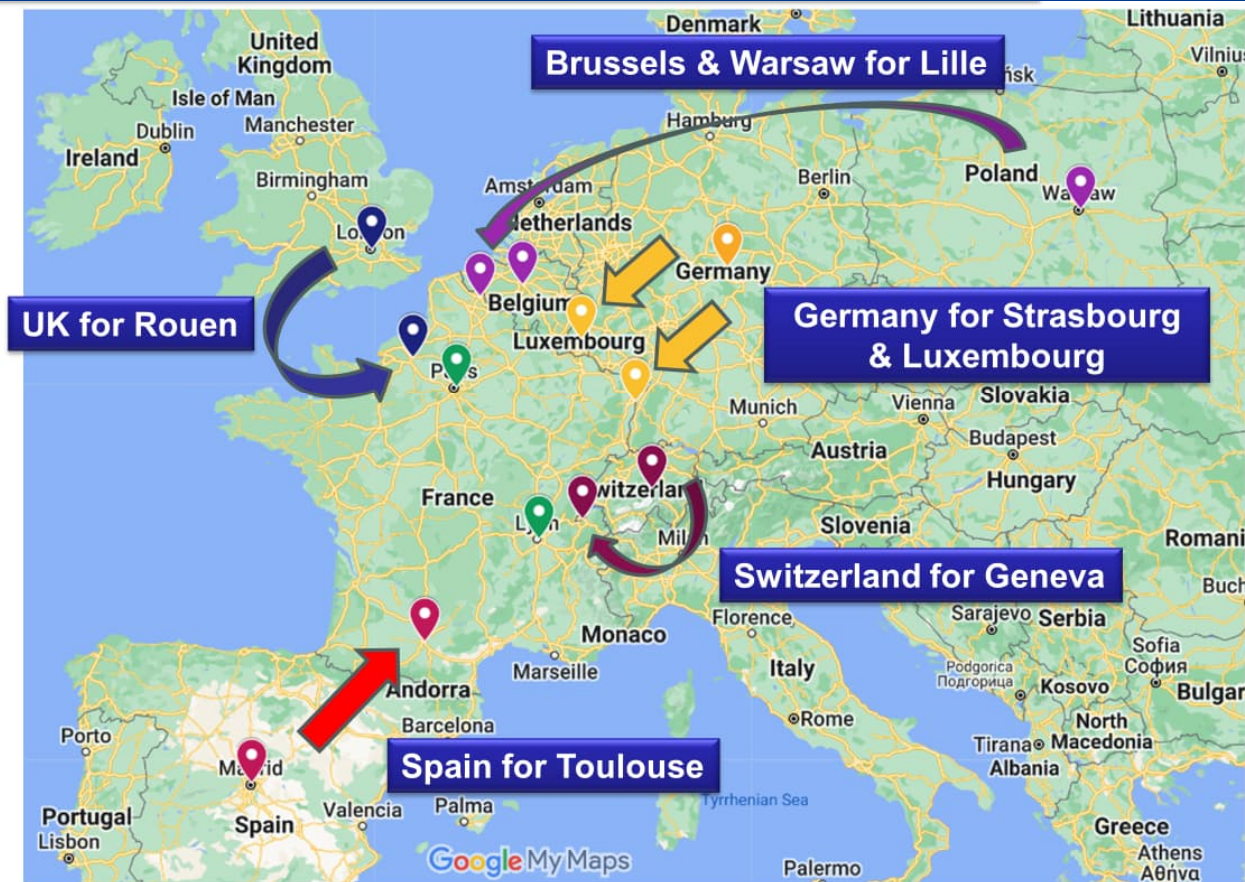 Denmark
Lithuania
United
Kingdom
Brussels & Warsaw for Lille
Vilnius
Isle of Man
Dublin
Manchester
Hamburg
Ireland
Birmingham
Berlin
Poland
Netherlands
London
Germany
UK for Rouen
Belgium
Luxembourg
Germany for Strasbourg
& Luxembourg
Munich
Vienna
Slovakia
Budapest
Austria
Hungary
France
Switzerland
Slovenia
Switzerland for Geneva
Monaco
Florence
Sarajevo
Serbia
Marseille
Italy
Podgorica
Подгорица
Sofia
София
Kosovo
Andorra
Barcelona
Rome
North
Macedonia
Porto
Tirana
Albania
Spain for Toulouse
Portugal
Lisbon
Spain
Valencia
Palma
Tyrrhenian Sea
Greece
Google My Maps
Palermo
Athens
Αθήνα